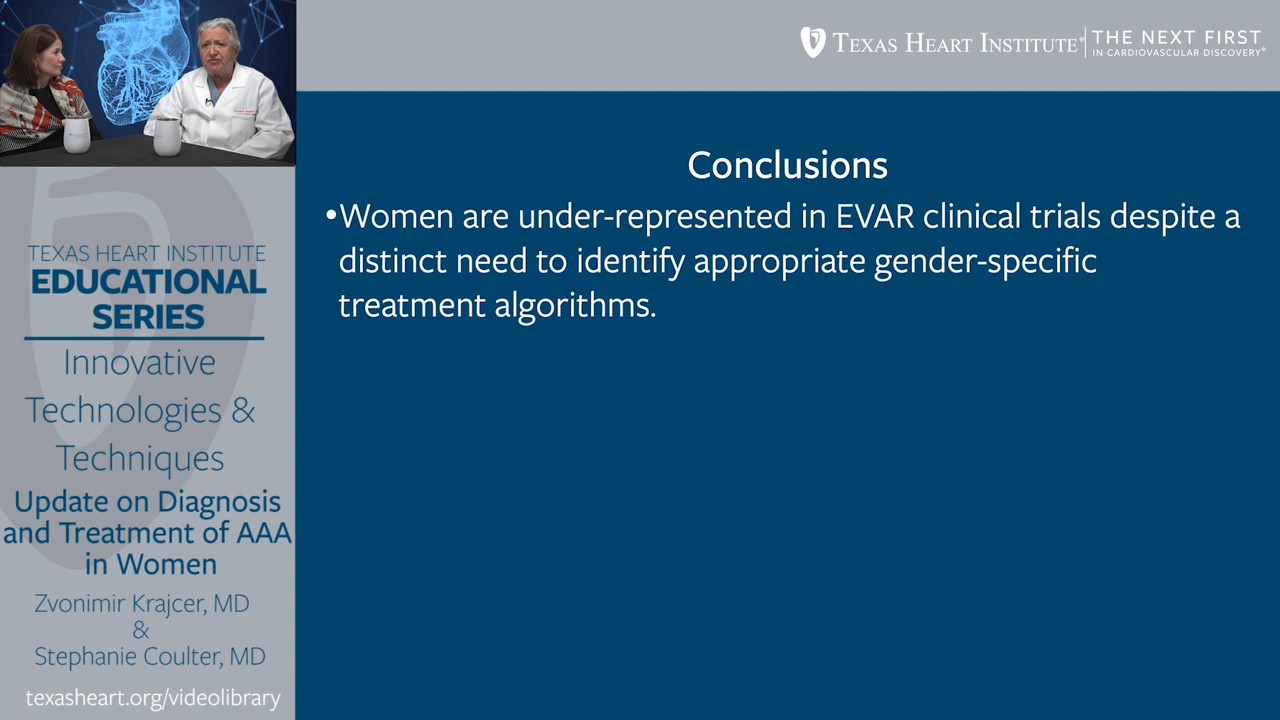 TEXAS HEART INSTITUTE®
THE NEXT FIRST
IN CARDIOVASCULAR DISCOVERY®
TEXAS HEART INSTITUTE
EDUCATIONAL
SERIES
Innovative
Technologies &
Techniques
Update on Diagnosis
and Treatment of AAA
in Women
Zvonimir Krajcer, MD
&
Stephanie Coulter, MD
texasheart.org/videolibrary
Conclusions
•Women are under-represented in EVAR clinical trials despite a
distinct need to identify appropriate gender-specific
treatment algorithms.